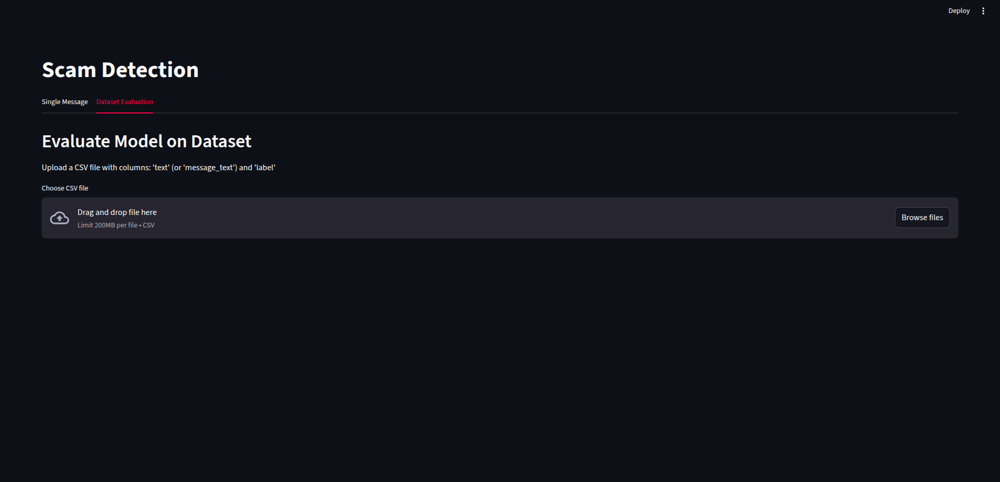 Deploy
Scam Detection
Single Message Dataset Evaluation
Evaluate Model on Dataset
Upload a CSV file with columns: 'text' (or 'message_text') and 'label'
Choose CSV file
Drag and drop file here
Limit 200MB per file • CSV
Browse files